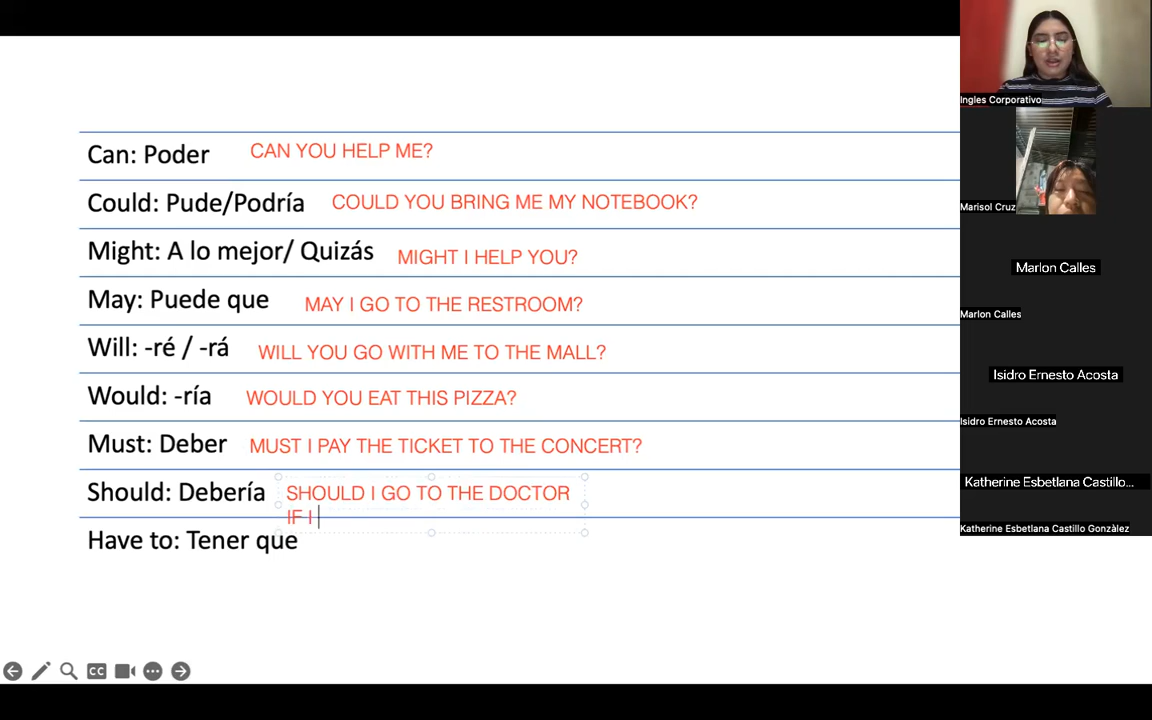 Can: Poder CAN YOU HELP ME?
Could: Pude/Podría COULD YOU BRING ME MY NOTEBOOK?
Might: A lo mejor/ Quizás MIGHT I HELP YOU?
May: Puede que MAY I GO TO THE RESTROOM?
Will: -ré / -rá WILL YOU GO WITH ME TO THE MALL?
Would: -ría WOULD YOU EAT THIS PIZZA?
Must: Deber MUST I PAY THE TICKET TO THE CONCERT?
Should: Debería SHOULD I GO TO THE DOCTOR
IF I
Have to: Tener que
CC
Ingles Corporativo
Marisol Cruz
Marlon Calles
Marlon Calles
Isidro Ernesto Acosta
Isidro Ernesto Acosta
Katherine Esbetlana Castillo...
Katherine Esbetlana Castillo Gonzàlez